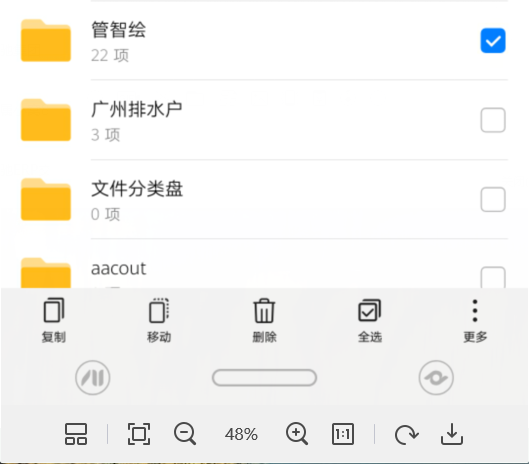 管智绘
22 项
广州排水户
3 项
文件分类盘
0 项
aacout
复制
移动
删除
全选
更多
48%
1:1